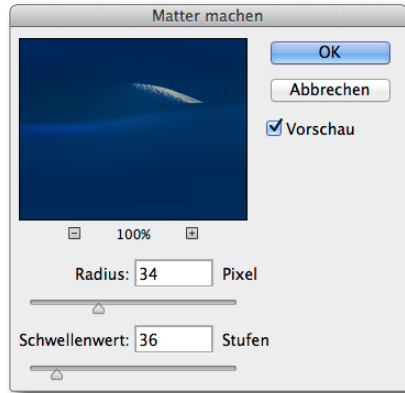 Matter machen
OK
Abbrechen
Vorschau
100%
Radius: 34 Pixel
Schwellenwert: 36 Stufen